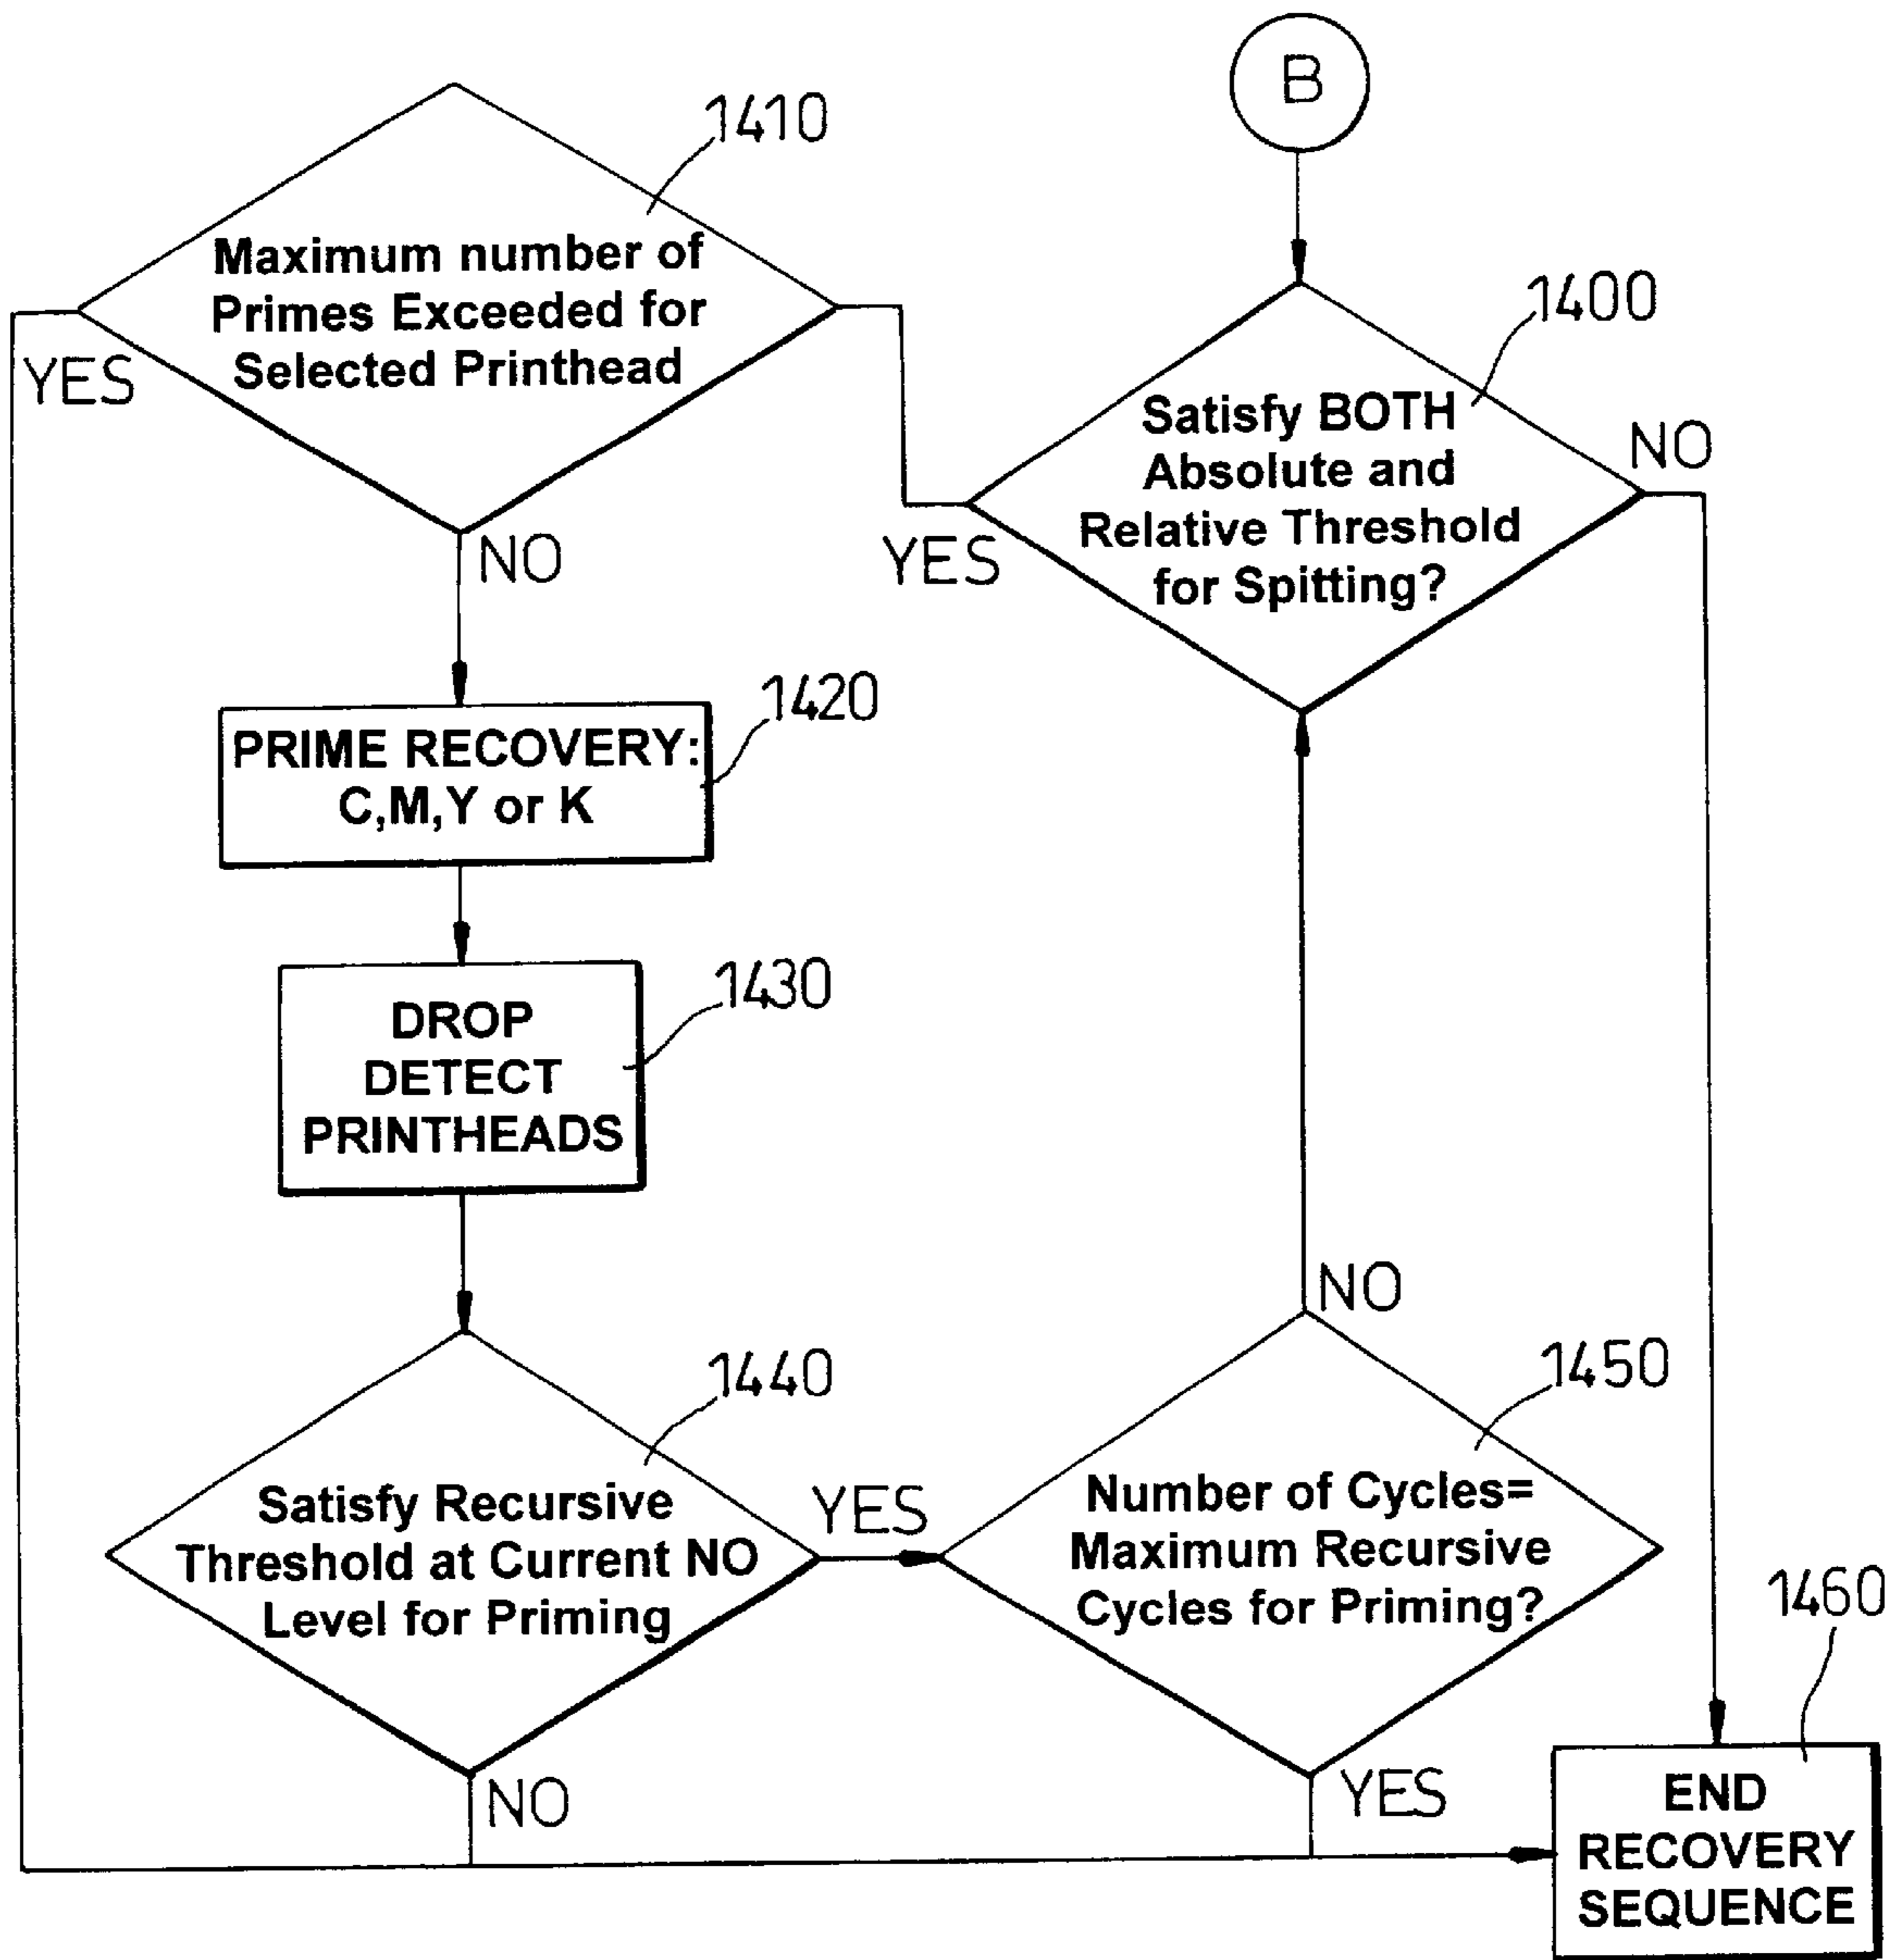 B
1400
Satisfy BOTH
Absolute and
Relative Threshold
for Spitting?
YES
NO
1410
Maximum number of
Primes Exceeded for
Selected Printhead
YES
NO
1420
PRIME RECOVERY:
C,M,Y or K
1430
DROP
DETECT
PRINTHEADS
1440
Satisfy Recursive
Threshold at Current NO
Level for Priming
YES
NO
1450
Number of Cycles=
Maximum Recursive
Cycles for Priming?
NO
YES
1460
END
RECOVERY
SEQUENCE